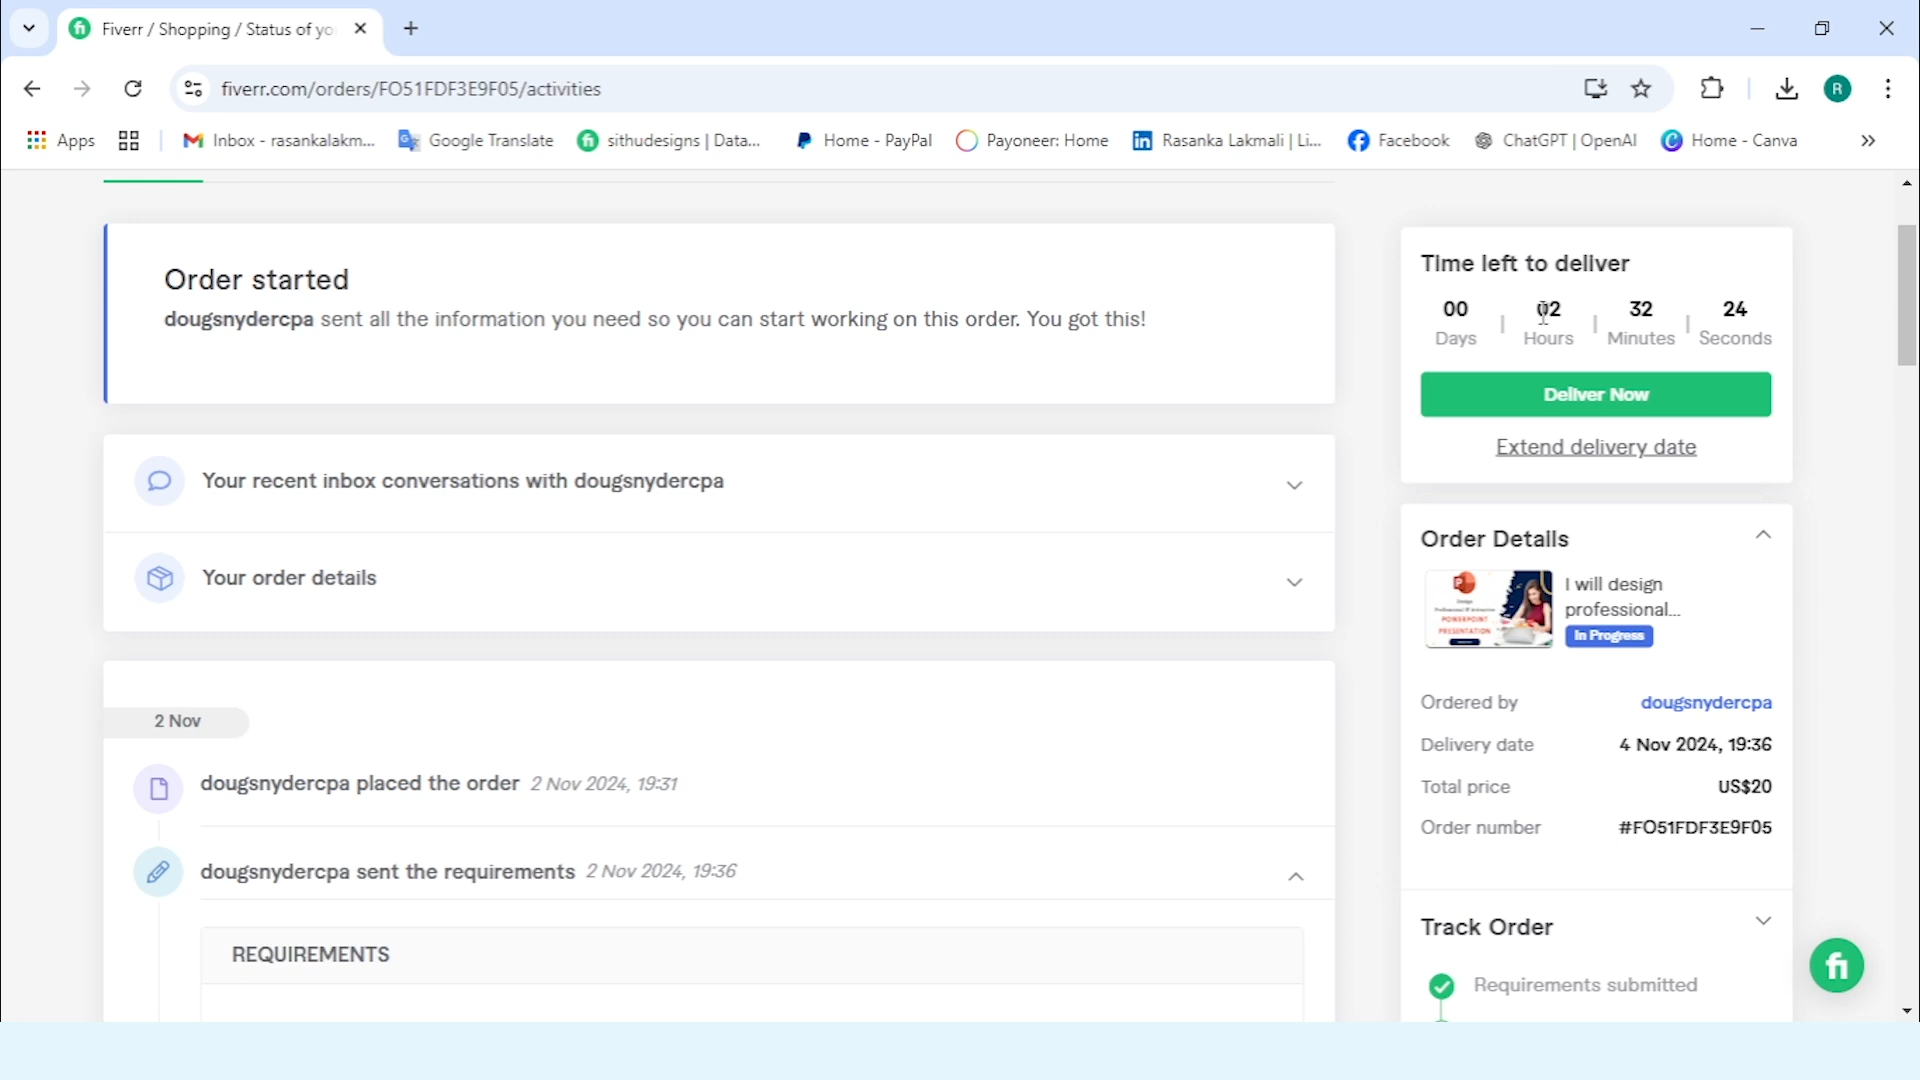 Fiverr / Shopping / Status of yo
fiverr.com/orders/FO51FDF3E9F05/activities
R
Apps
Inbox - rasankalakm...
Google Translate
sithudesigns | Data...
Home - PayPal
Payoneer: Home
Rasanka Lakmali | Li...
Facebook
ChatGPT | OpenAI
Home - Canva
Order started
dougsnydercpa sent all the information you need so you can start working on this order. You got this!
Your recent inbox conversations with dougsnydercpa
Your order details
2 Nov
dougsnydercpa placed the order 2 Nov 2024, 19:31
dougsnydercpa sent the requirements 2 Nov 2024, 19:36
REQUIREMENTS
Time left to deliver
00 | 02 | 32 | 24
Days Hours Minutes Seconds
Deliver Now
Extend delivery date
Order Details
Design
POWERPOINT
PRESENTATION
I will design
professional...
In Progress
Ordered by dougsnydercpa
Delivery date 4 Nov 2024, 19:36
Total price US$20
Order number #FO51FDF3E9F05
Track Order
Requirements submitted
fi